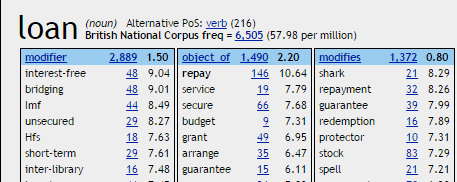 loan (noun) Alternative PoS: verb (216)
British National Corpus freq = 6,505 (57.98 per million)
modifier 2,889 1.50 object_of 1,490 2.20 modifies 1,372 0.80
interest-free 48 9.04 repay 146 10.64 shark 21 8.29
bridging 48 9.01 service 19 7.79 repayment 32 8.26
Imf 44 8.49 secure 66 7.68 guarantee 39 7.99
unsecured 29 8.27 budget 9 7.31 redemption 16 7.89
Hfs 18 7.63 grant 49 6.95 protector 10 7.31
short-term 29 7.61 arrange 35 6.47 stock 83 7.29
inter-library 16 7.48 guarantee 15 6.11 spell 21 7.21